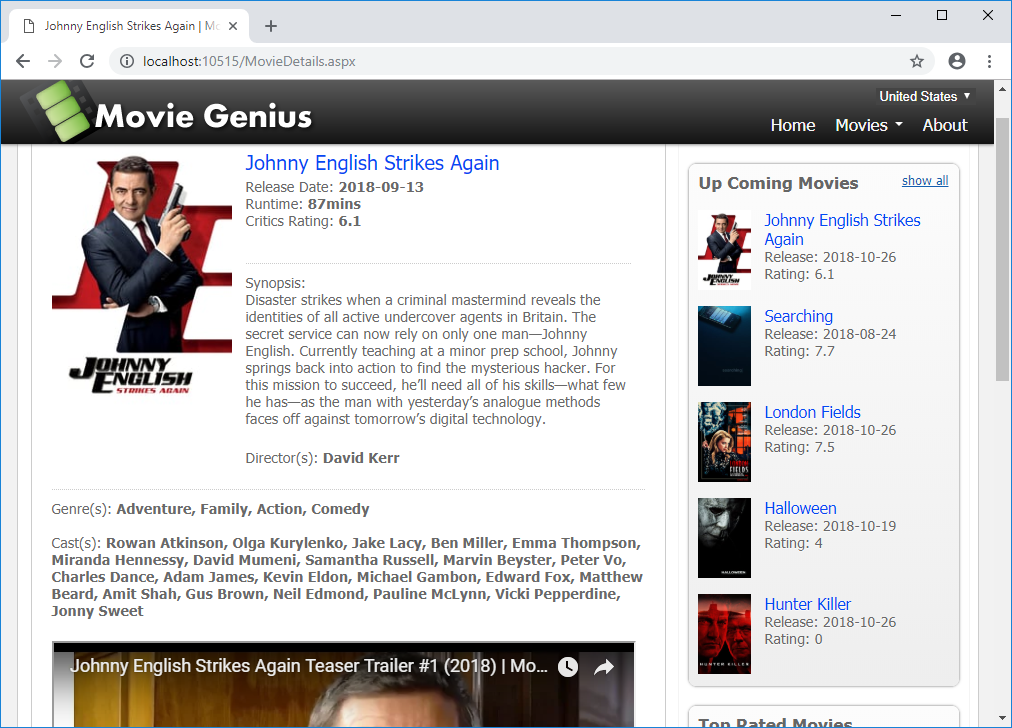 Johnny English Strikes Again | Mo
localhost:10515/MovieDetails.aspx
Movie Genius
United States
Home Movies About
JOHNNY
ENGLISH
STRIKES AGAIN
Johnny English Strikes Again
Release Date: 2018-09-13
Runtime: 87mins
Critics Rating: 6.1
Synopsis:
Disaster strikes when a criminal mastermind reveals the
identities of all active undercover agents in Britain. The
secret service can now rely on only one man—Johnny
English. Currently teaching at a minor prep school, Johnny
springs back into action to find the mysterious hacker. For
this mission to succeed, he’ll need all of his skills—what few
he has—as the man with yesterday’s analogue methods
faces off against tomorrow’s digital technology.
Director(s): David Kerr
Genre(s): Adventure, Family, Action, Comedy
Cast(s): Rowan Atkinson, Olga Kurylenko, Jake Lacy, Ben Miller, Emma Thompson,
Miranda Hennessy, David Mumeni, Samantha Russell, Marvin Beyster, Peter Vo,
Charles Dance, Adam James, Kevin Eldon, Michael Gambon, Edward Fox, Matthew
Beard, Amit Shah, Gus Brown, Neil Edmond, Pauline McLynn, Vicki Pepperdine,
Jonny Sweet
Johnny English Strikes Again Teaser Trailer #1 (2018) | Mo...
Up Coming Movies
show all
JOHNNY
ENGLISH
Johnny English Strikes
Again
Release: 2018-10-26
Rating: 6.1
Searching
Release: 2018-08-24
Rating: 7.7
LONDON
FIELDS
London Fields
Release: 2018-10-26
Rating: 7.5
HALLOWEEN
Halloween
Release: 2018-10-19
Rating: 4
HUNTER KILLER
Hunter Killer
Release: 2018-10-26
Rating: 0
Top Rated Movies